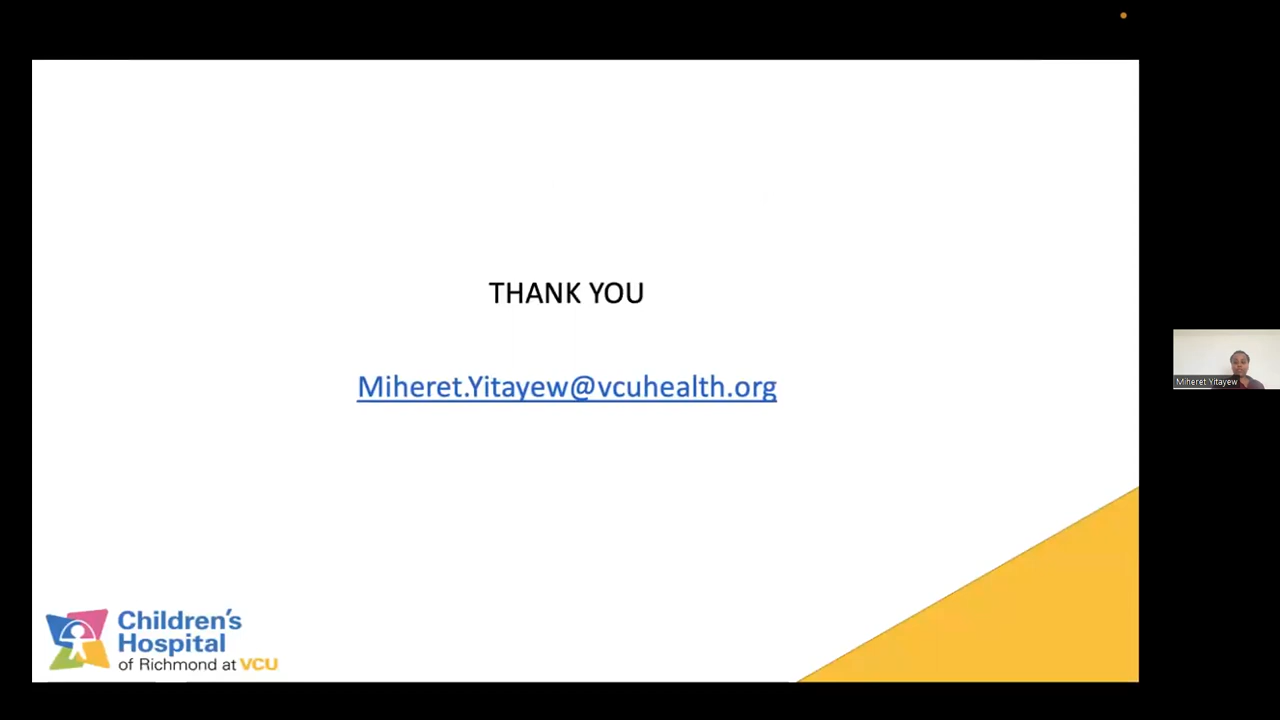 THANK YOU
Miheret.Yitayew@vcuhealth.org
Miheret Yitayew
Children's
Hospital
of Richmond at VCU